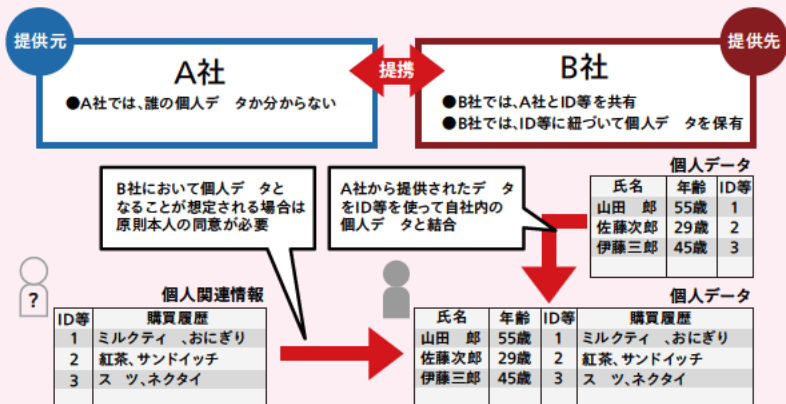 提供元
A社
●A社では、誰の個人デ タか分からない
提携
提供先
B社
●B社では、A社とID等を共有
●B社では、ID等に紐づいて個人デ タを保有
B社において個人デ タと
なることが想定される場合は
原則本人の同意が必要
A社から提供されたデ タ
をID等を使って自社内の
個人デ タと結合
個人データ
氏名 年齢 ID等
山田 郎 55歳 1
佐藤次郎 29歳 2
伊藤三郎 45歳 3
?
個人関連情報
ID等 購買履歴
1 ミルクティ 、おにぎり
2 紅茶、サンドイッチ
3 ス ツ、ネクタイ
個人データ
氏名 年齢 ID等 購買履歴
山田 郎 55歳 1 ミルクティ 、おにぎり
佐藤次郎 29歳 2 紅茶、サンドイッチ
伊藤三郎 45歳 3 ス ツ、ネクタイ